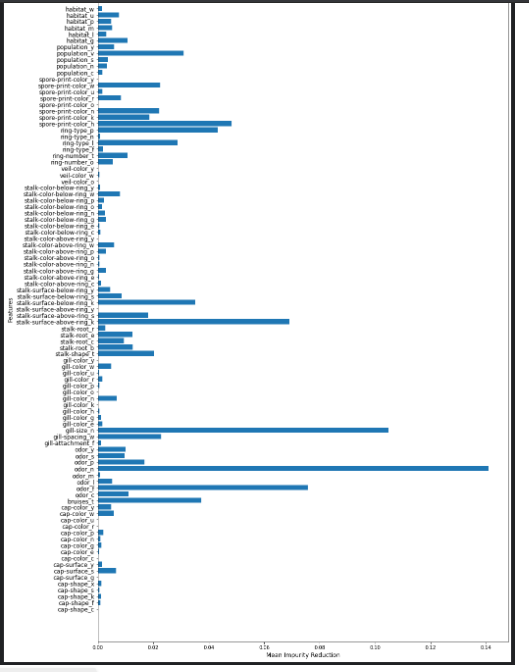 habitat_w
habitat_u
habitat_p
habitat_m
habitat_l
habitat_g
population_y
population_v
population_s
population_n
population_c
spore-print-color_y
spore-print-color_w
spore-print-color_u
spore-print-color_r
spore-print-color_o
spore-print-color_n
spore-print-color_k
spore-print-color_h
ring-type_p
ring-type_n
ring-type_l
ring-type_f
ring-number_t
ring-number_o
veil-color_y
veil-color_w
veil-color_o
stalk-color-below-ring_y
stalk-color-below-ring_w
stalk-color-below-ring_p
stalk-color-below-ring_o
stalk-color-below-ring_n
stalk-color-below-ring_g
stalk-color-below-ring_e
stalk-color-below-ring_c
stalk-color-above-ring_y
stalk-color-above-ring_w
stalk-color-above-ring_p
stalk-color-above-ring_o
stalk-color-above-ring_n
stalk-color-above-ring_g
stalk-color-above-ring_e
stalk-color-above-ring_c
stalk-surface-below-ring_y
stalk-surface-below-ring_s
stalk-surface-below-ring_k
stalk-surface-above-ring_y
stalk-surface-above-ring_s
stalk-surface-above-ring_k
stalk-root_r
stalk-root_e
stalk-root_c
stalk-root_b
stalk-shape_t
gill-color_y
gill-color_w
gill-color_u
gill-color_r
gill-color_p
gill-color_o
gill-color_n
gill-color_k
gill-color_h
gill-color_g
gill-color_e
gill-size_n
gill-spacing_w
gill-attachment_f
odor_y
odor_s
odor_p
odor_n
odor_m
odor_l
odor_f
odor_c
bruises_t
cap-color_y
cap-color_w
cap-color_u
cap-color_r
cap-color_p
cap-color_n
cap-color_g
cap-color_e
cap-color_c
cap-surface_y
cap-surface_s
cap-surface_g
cap-shape_x
cap-shape_s
cap-shape_k
cap-shape_f
cap-shape_c
Features
0.00 0.02 0.04 0.06 0.08 0.10 0.12 0.14
Mean Impurity Reduction